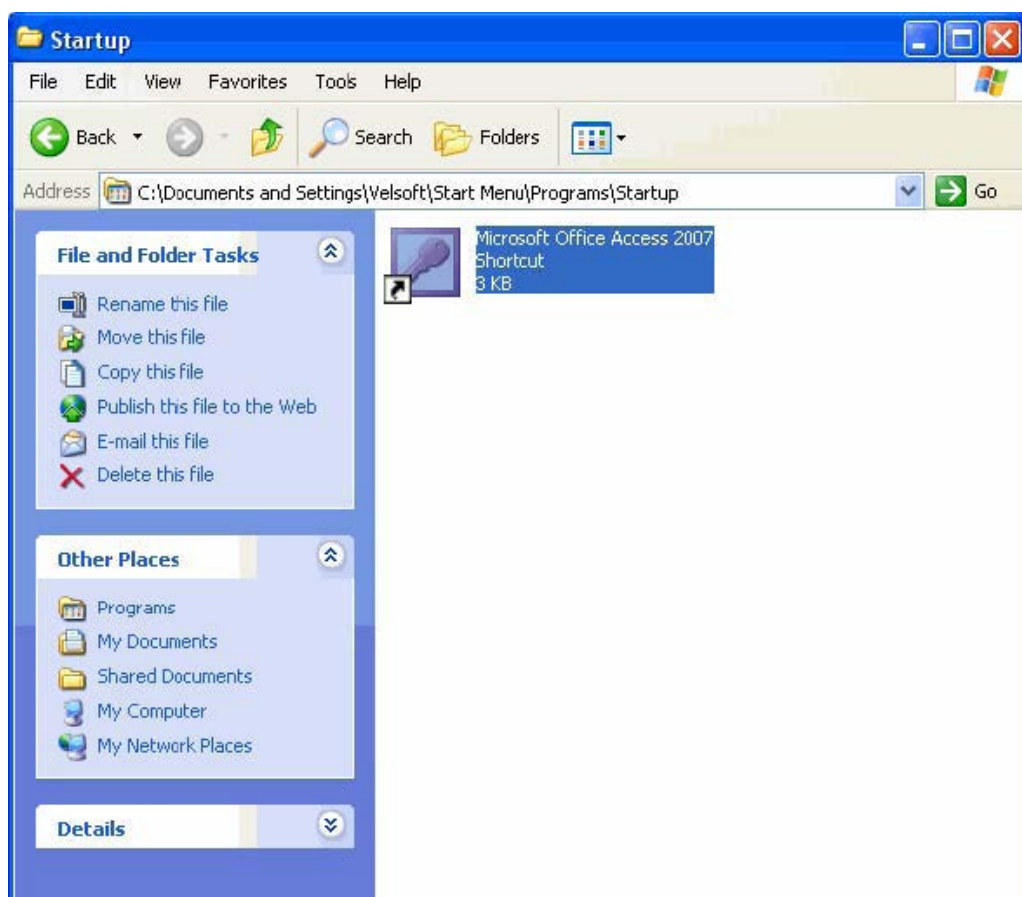 Startup
File Edit View Favorites Tools Help
Back Search Folders
Address C:\Documents and Settings\Velsoft\Start Menu\Programs\Startup Go
File and Folder Tasks
Rename this file
Move this file
Copy this file
Publish this file to the Web
E-mail this file
Delete this file
Other Places
Programs
My Documents
Shared Documents
My Computer
My Network Places
Details
Microsoft Office Access 2007
Shortcut
3 KB